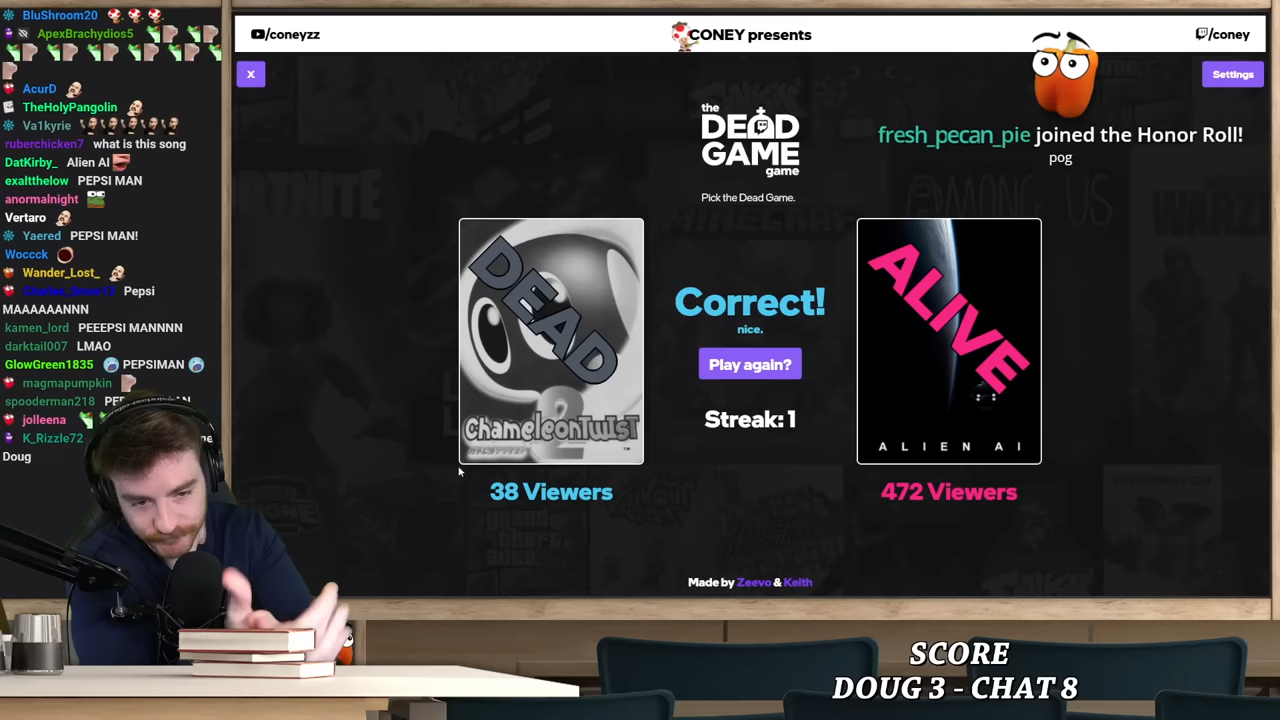 BluShroom20
ApexBrachydios5
AcurD
TheHolyPangolin
Va1kyrie
ruberchicken7 what is this song
DatKirby_ Alien AI
exaltthelow PEPSI MAN
anormalnight
Vertaro
Yaered PEPSI MAN!
Woccck
Wander_Lost_
Pepsi
MAAAAAANNN
kamen_lord PEEEPSI MANNNN
darktail007 LMAO
GlowGreen1835 PEPSIMAN
magmapumpkin
spooderman218
jolleena
K_Rizzle72
Doug
/coneyzz
CONEY presents
/coney
X
Settings
the
DEAD
GAME
game
Pick the Dead Game.
fresh_pecan_pie joined the Honor Roll!
pog
DEAD
ChameleonTwist
38 Viewers
Correct!
nice.
Play again?
Streak: 1
ALIVE
ALIEN AI
472 Viewers
Made by Zeevo & Keith
SCORE
DOUG 3 - CHAT 8